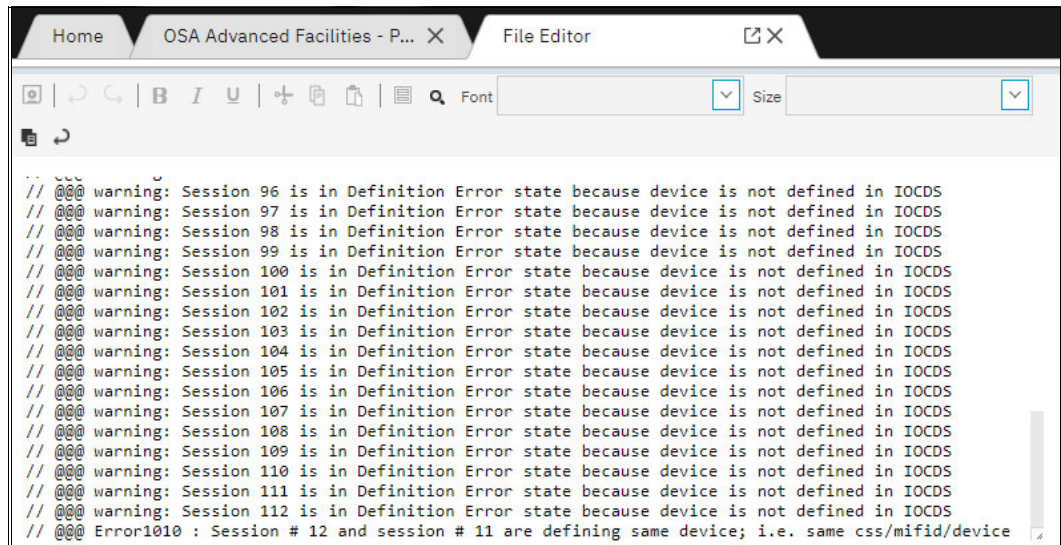 Home
OSA Advanced Facilities - P...
File Editor
B I U
Font
Size
// @@@ warning: Session 96 is in Definition Error state because device is not defined in IOCDS
// @@@ warning: Session 97 is in Definition Error state because device is not defined in IOCDS
// @@@ warning: Session 98 is in Definition Error state because device is not defined in IOCDS
// @@@ warning: Session 99 is in Definition Error state because device is not defined in IOCDS
// @@@ warning: Session 100 is in Definition Error state because device is not defined in IOCDS
// @@@ warning: Session 101 is in Definition Error state because device is not defined in IOCDS
// @@@ warning: Session 102 is in Definition Error state because device is not defined in IOCDS
// @@@ warning: Session 103 is in Definition Error state because device is not defined in IOCDS
// @@@ warning: Session 104 is in Definition Error state because device is not defined in IOCDS
// @@@ warning: Session 105 is in Definition Error state because device is not defined in IOCDS
// @@@ warning: Session 106 is in Definition Error state because device is not defined in IOCDS
// @@@ warning: Session 107 is in Definition Error state because device is not defined in IOCDS
// @@@ warning: Session 108 is in Definition Error state because device is not defined in IOCDS
// @@@ warning: Session 109 is in Definition Error state because device is not defined in IOCDS
// @@@ warning: Session 110 is in Definition Error state because device is not defined in IOCDS
// @@@ warning: Session 111 is in Definition Error state because device is not defined in IOCDS
// @@@ warning: Session 112 is in Definition Error state because device is not defined in IOCDS
// @@@ Error1010 : Session # 12 and session # 11 are defining same device; i.e. same css/mifid/device